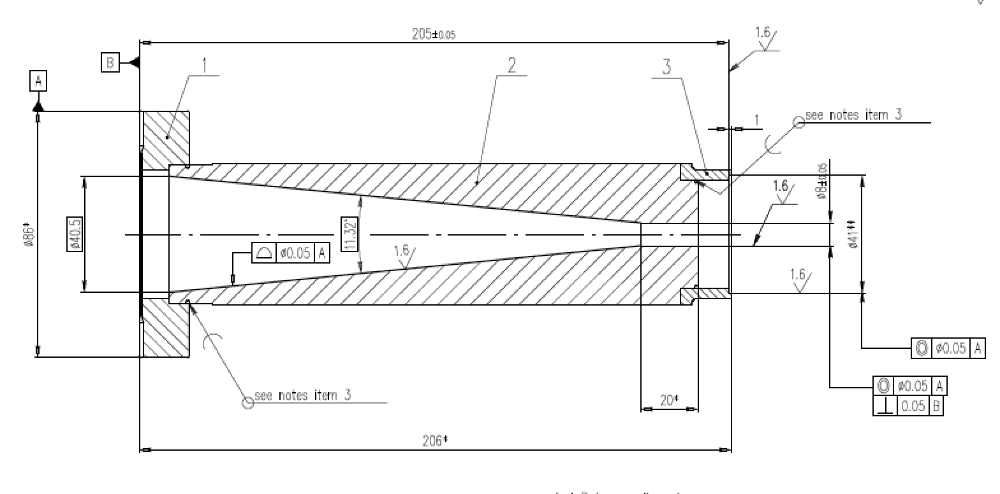 205±0.05
1.6
B
1
2
3
A
see notes item 3
1
ø8±0.05
1.6
ø86*
ø40.5
11.32°
ø41**
ø0.05 A
1.6
1.6
ø0.05 A
ø0.05 A
0.05 B
see notes item 3
20*
206*